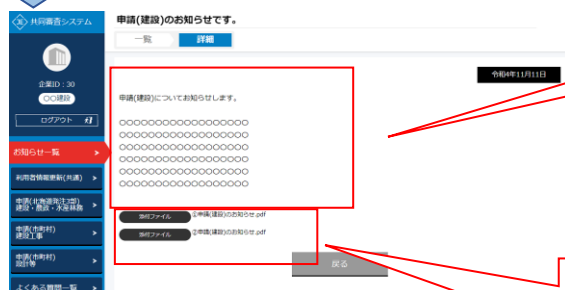 共同審査システム
企業ID:30
〇〇建設
ログアウト
お知らせ一覧
利用者情報更新(共通)
申請(北海道発注3部)
建設・農政・水産林務
申請(市町村)
建設工事
申請(市町村)
設計等
よくある質問一覧
申請(建設)のお知らせです。
一覧
詳細
令和4年11月11日
申請(建設)についてお知らせします。
〇〇〇〇〇〇〇〇〇〇〇〇〇〇〇〇〇〇
〇〇〇〇〇〇〇〇〇〇〇〇〇〇〇〇〇〇
〇〇〇〇〇〇〇〇〇〇〇〇〇〇〇〇〇〇
〇〇〇〇〇〇〇〇〇〇〇〇〇〇〇〇〇〇
〇〇〇〇〇〇〇〇〇〇〇〇〇〇〇〇〇〇
〇〇〇〇〇〇〇〇〇〇〇〇〇〇〇〇〇〇
添付ファイル ①申請(建設)のお知らせ.pdf
添付ファイル ②申請(建設)のお知らせ.pdf
戻る